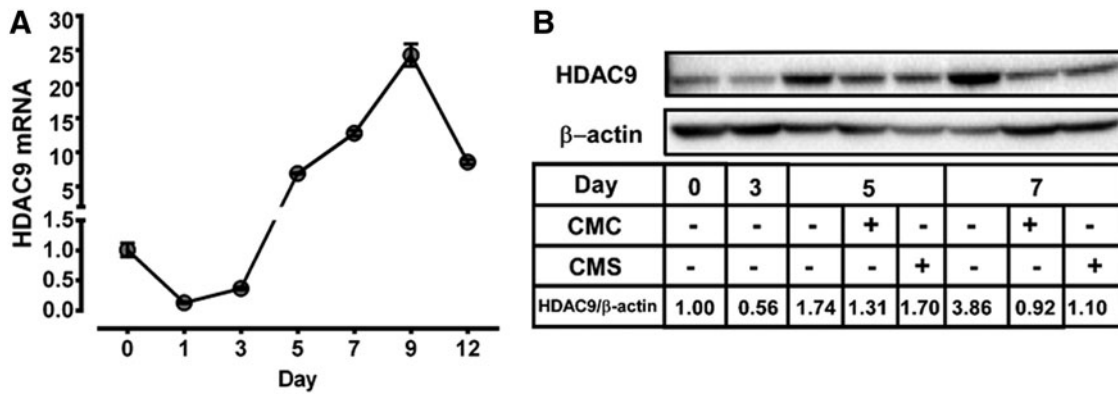 A
HDAC9 mRNA
30
25
20
15
10
5
1.5
1.0
0.5
0.0
0 1 3 5 7 9 12
Day
B
HDAC9
β–actin
Day 0 3 5 7
CMC - - - + - - + -
CMS - - - - + - - +
HDAC9/β-actin 1.00 0.56 1.74 1.31 1.70 3.86 0.92 1.10